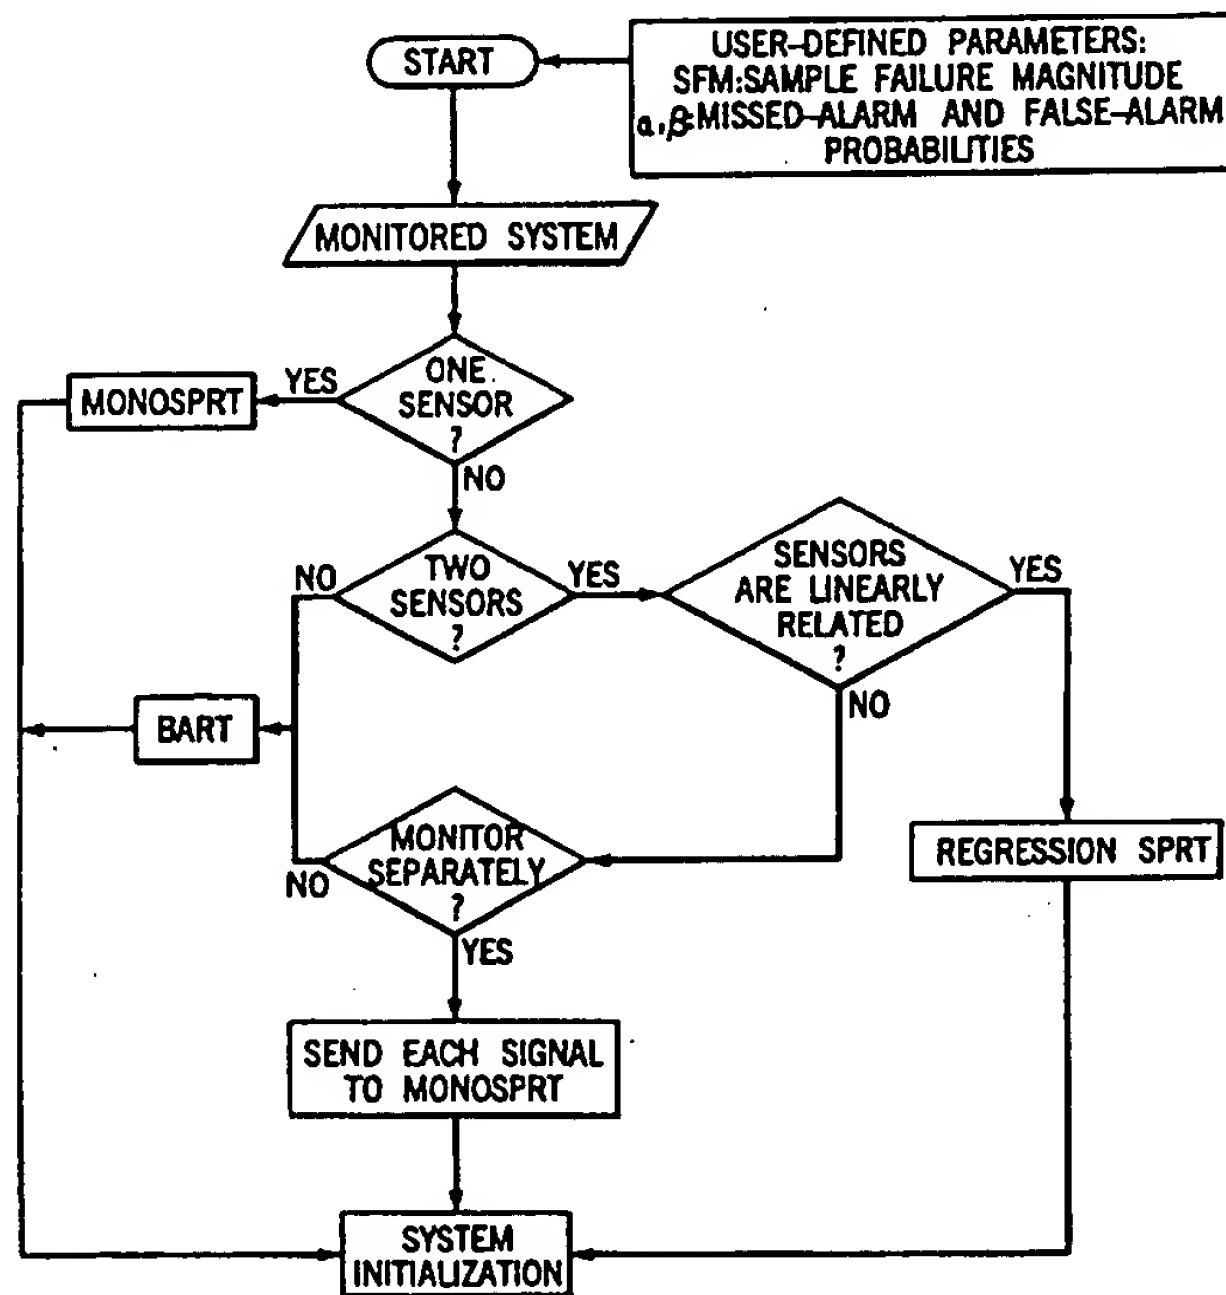 START
USER-DEFINED PARAMETERS:
SFM:SAMPLE FAILURE MAGNITUDE
α,β:MISSED-ALARM AND FALSE-ALARM
PROBABILITIES
MONITORED SYSTEM
ONE
SENSOR
?
YES
MONOSPRT
NO
TWO
SENSORS
?
NO
YES
SENSORS
ARE LINEARLY
RELATED
?
YES
NO
BART
MONITOR
SEPARATELY
?
NO
YES
REGRESSION SPRT
SEND EACH SIGNAL
TO MONOSPRT
SYSTEM
INITIALIZATION